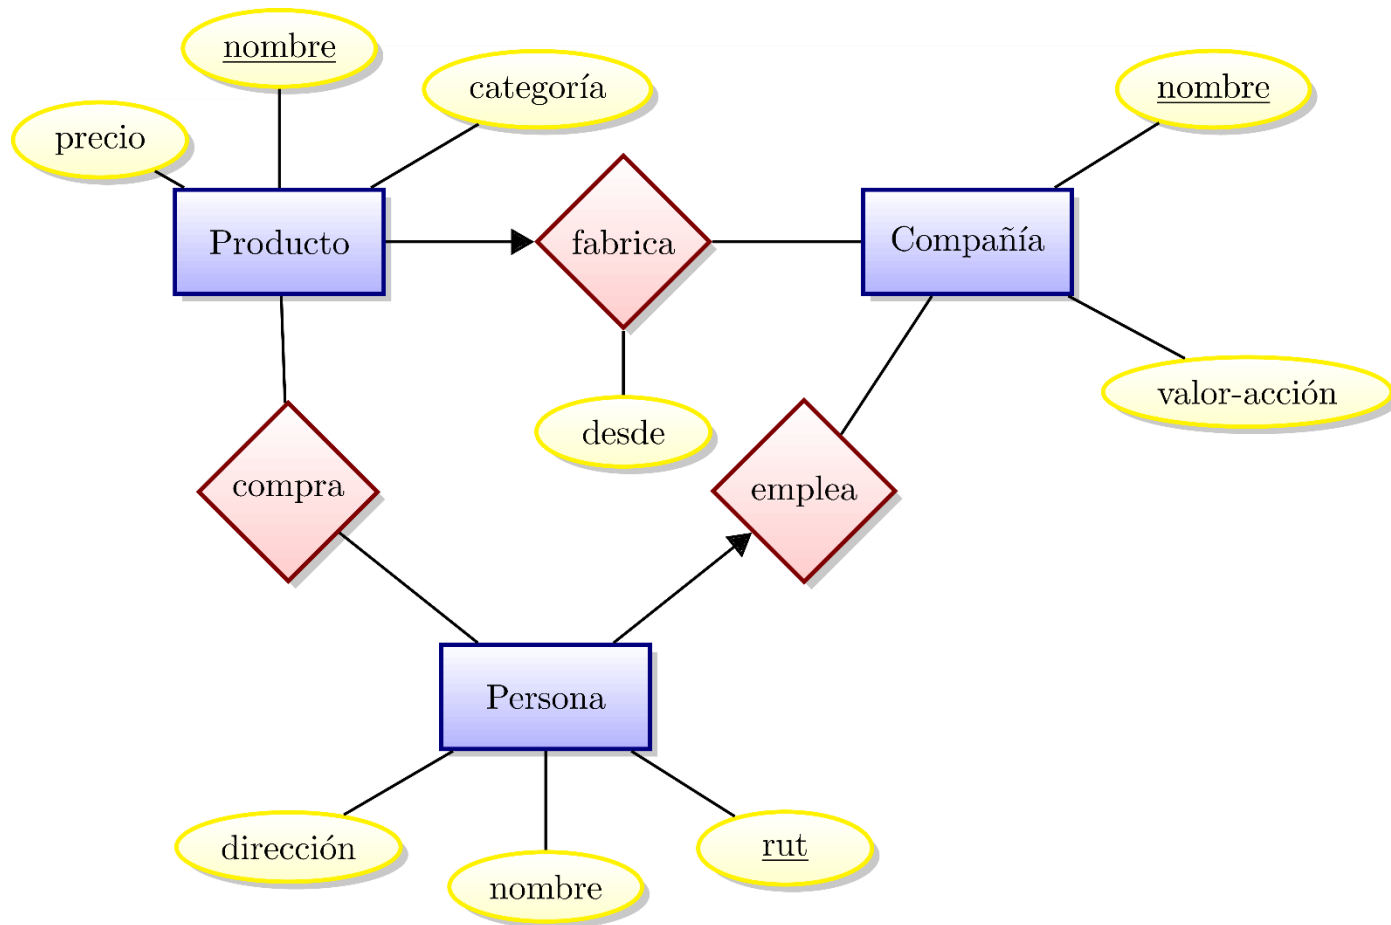 nombre
categoría
nombre
precio
Producto
fabrica
Compañía
valor-acción
desde
compra
emplea
Persona
dirección
nombre
rut